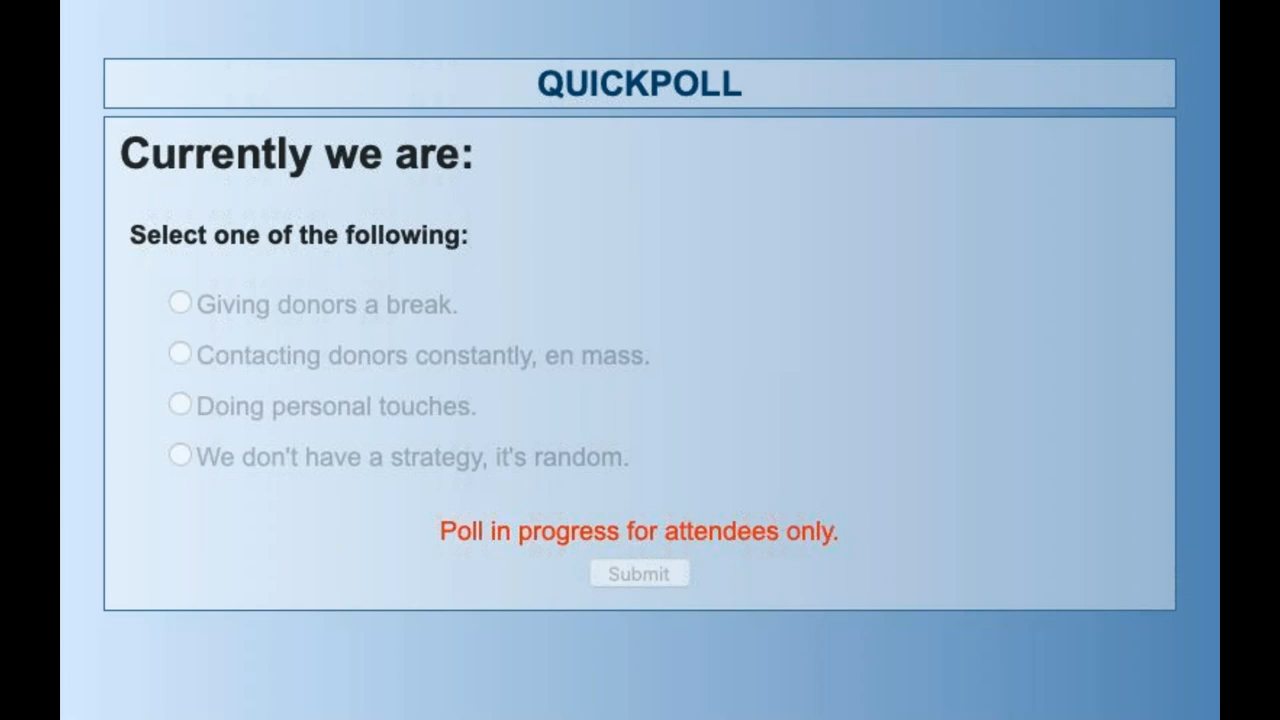 QUICKPOLL
Currently we are:
Select one of the following:
Giving donors a break.
Contacting donors constantly, en mass.
Doing personal touches.
We don't have a strategy, it's random.
Poll in progress for attendees only.
Submit